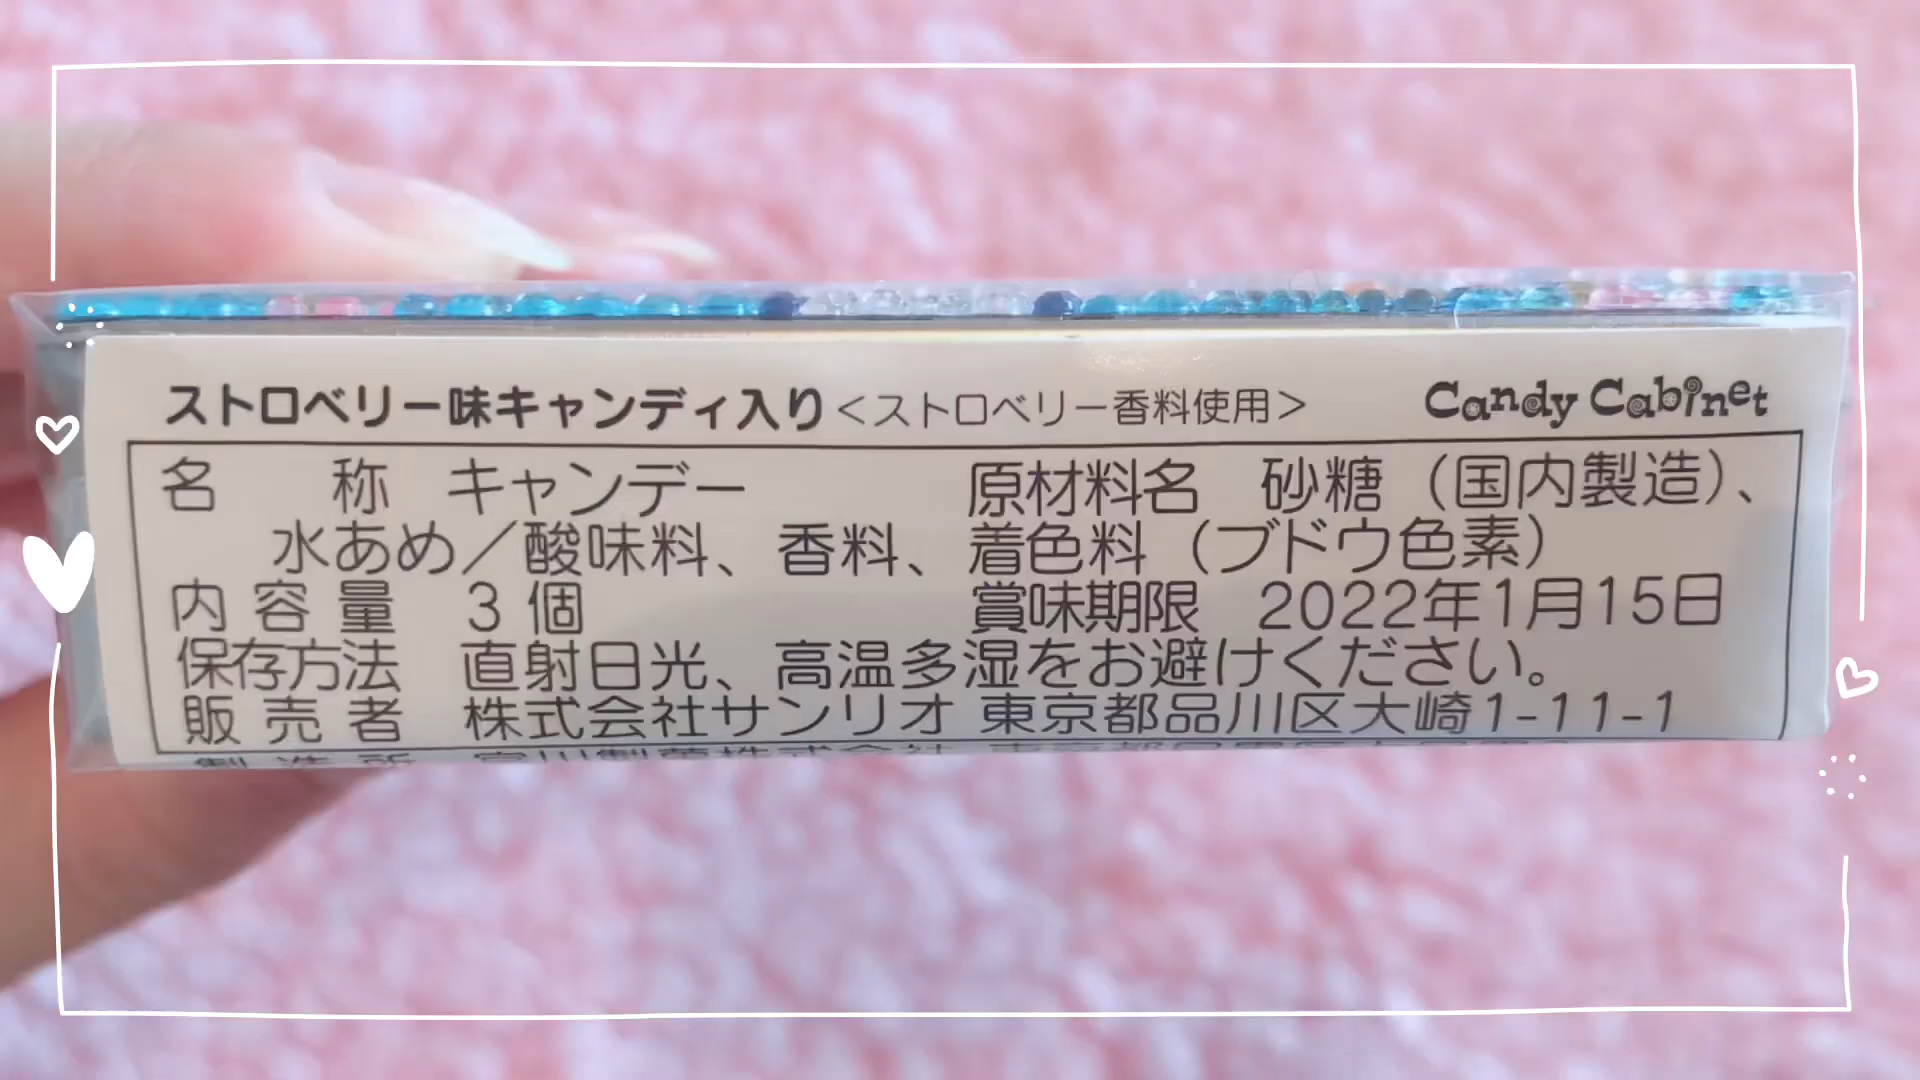 ストロベリー味キャンディ入り＜ストロベリー香料使用＞ Candy Cabinet
名称 キャンデー 原材料名 砂糖（国内製造）、
水あめ／酸味料、香料、着色料（ブドウ色素）
内容量 3個 賞味期限 2022年1月15日
保存方法 直射日光、高温多湿をお避けください。
販売者 株式会社サンリオ 東京都品川区大崎1-11-1
製造所